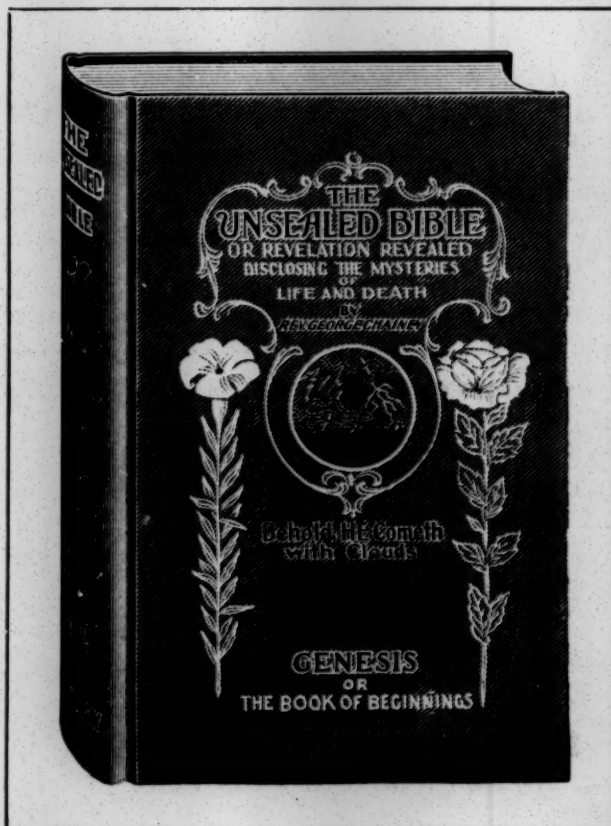 THE
UNSEALED
BIBLE
THE
UNSEALED BIBLE
OR REVELATION REVEALED
DISCLOSING THE MYSTERIES
OF
LIFE AND DEATH
BY
REV. GEORGE CHAINEY
Behold, HE Cometh
with Clouds
GENESIS
OR
THE BOOK OF BEGINNINGS